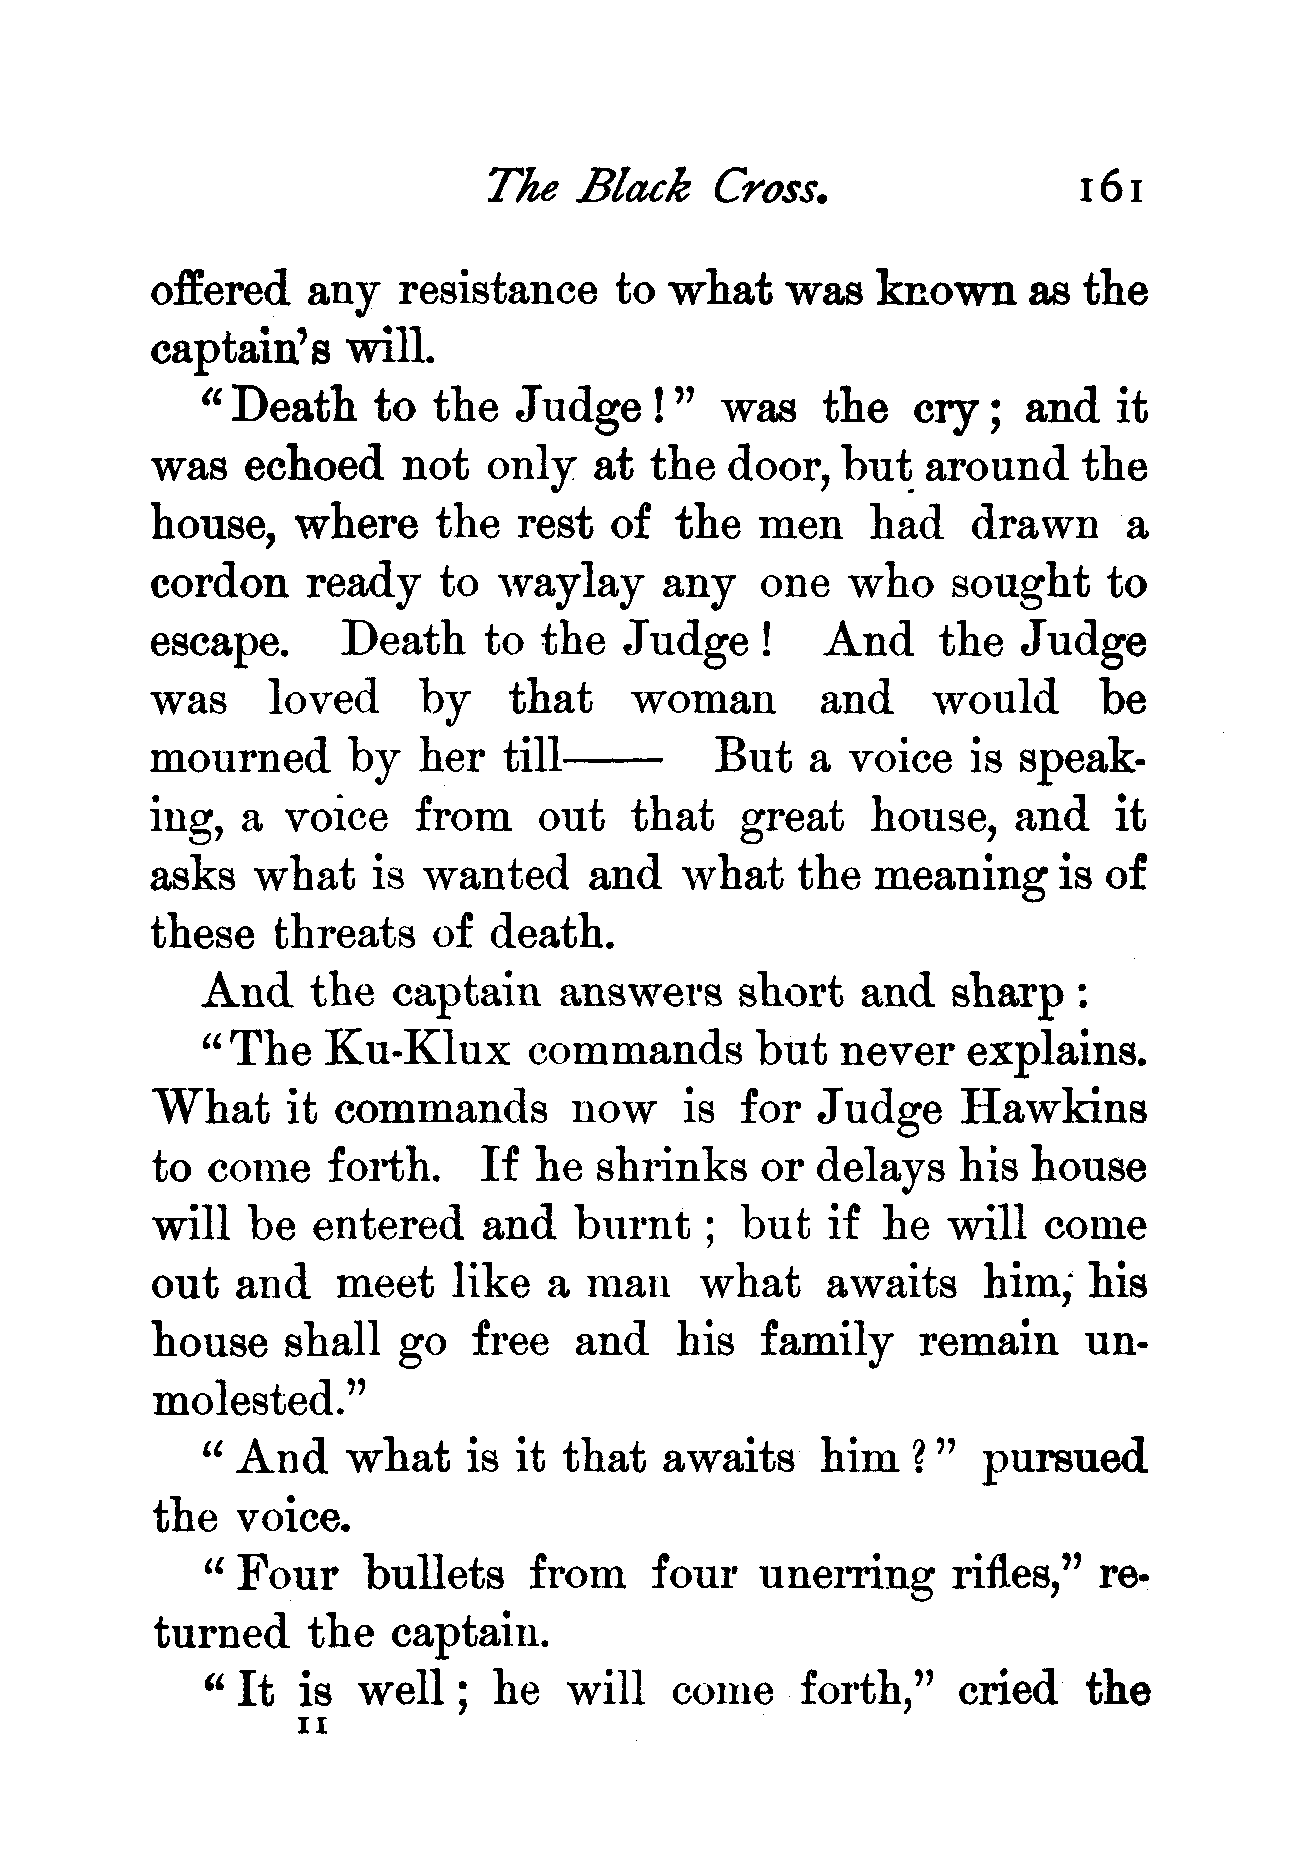 The Black Cross. 161
offered any resistance to what was known as the
captain's will.
"Death to the Judge!" was the cry; and it
was echoed not only at the door, but around the
house, where the rest of the men had drawn a
cordon ready to waylay any one who sought to
escape. Death to the Judge! And the Judge
was loved by that woman and would be
mourned by her till—— But a voice is speak-
ing, a voice from out that great house, and it
asks what is wanted and what the meaning is of
these threats of death.
And the captain answers short and sharp:
"The Ku-Klux commands but never explains.
What it commands now is for Judge Hawkins
to come forth. If he shrinks or delays his house
will be entered and burnt; but if he will come
out and meet like a man what awaits him, his
house shall go free and his family remain un-
molested."
"And what is it that awaits him?" pursued
the voice.
"Four bullets from four unerring rifles," re-
turned the captain.
"It is well; he will come forth," cried the
11